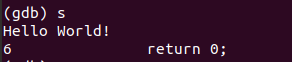 (gdb) s
Hello World!
6                 return 0;